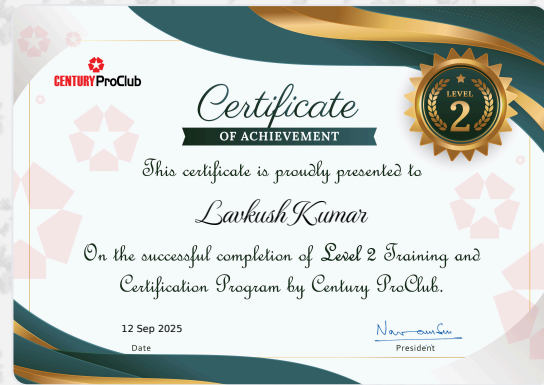 CENTURY ProClub
LEVEL
2
Certificate
OF ACHIEVEMENT
This certificate is proudly presented to
Lavkush Kumar
On the successful completion of Level 2 Training and
Certification Program by Century ProClub.
12 Sep 2025
Date
President